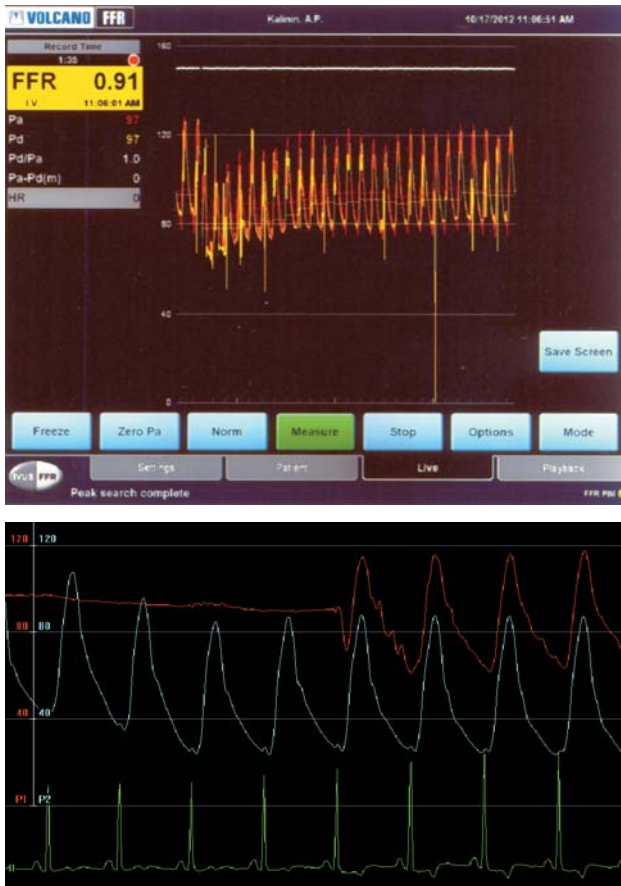 VOLCANO FFR Kalinin, A.P. 10/17/2012 11:06:51 AM
Record Time
1:35
FFR 0.91
I.V. 11:06:01 AM
Pa 97
Pd 97
Pd/Pa 1.0
Pa-Pd(m) 0
HR 0
160
120
80
40
0
Save Screen
Freeze Zero Pa Norm Measure Stop Options Mode
IVUS FFR Settings Patient Live Playback
Peak search complete FFR PIM
120 120
80 80
40 40
P1 P2
II